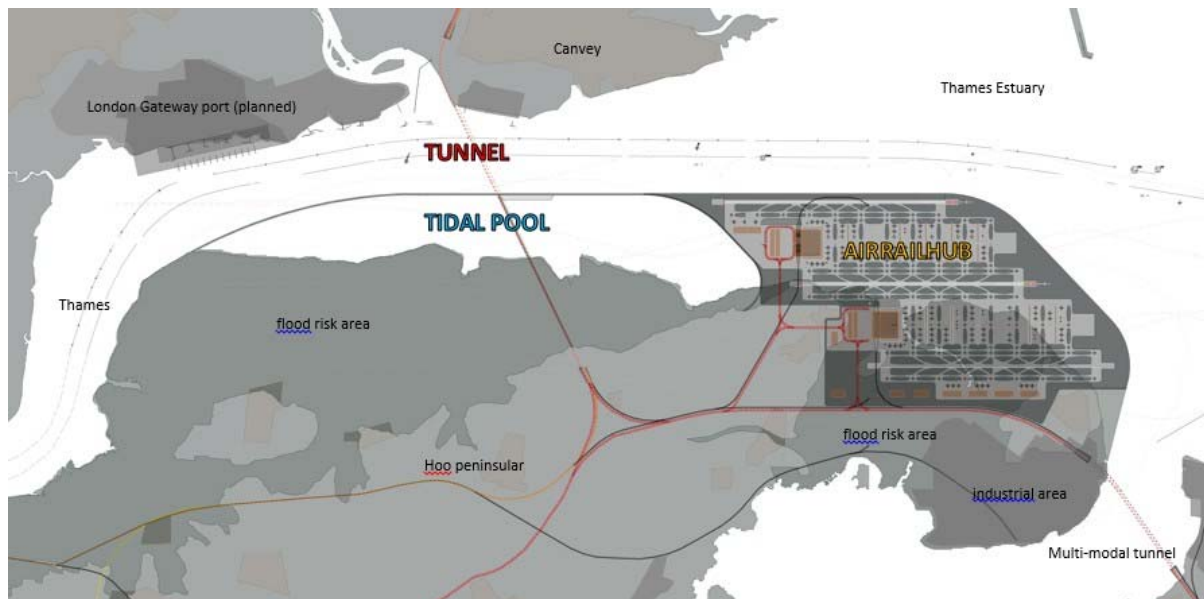 Canvey
Thames Estuary
London Gateway port (planned)
TUNNEL
TIDAL POOL
AIRRAILHUB
Thames
flood risk area
flood risk area
Hoo peninsular
industrial area
Multi-modal tunnel